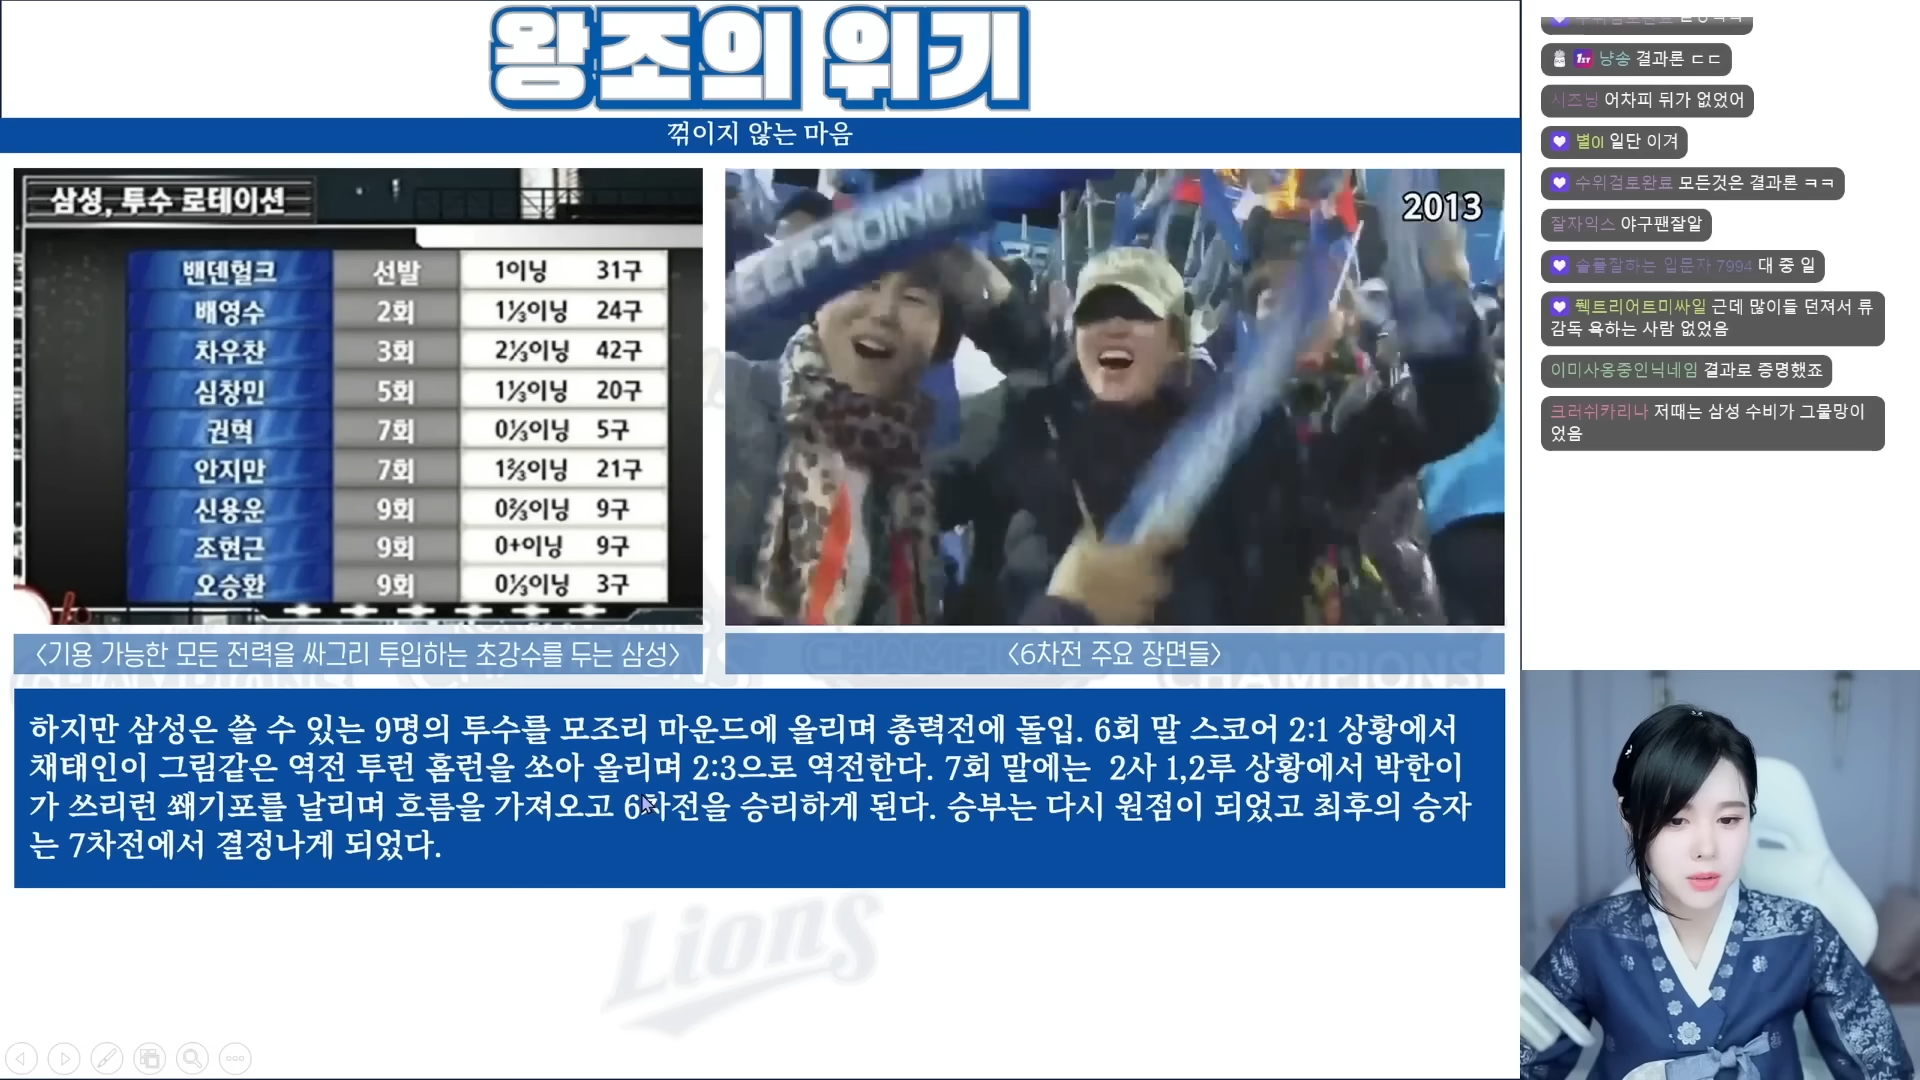 왕조의 위기
꺾이지 않는 마음
삼성, 투수 로테이션
밴덴헐크 선발 1이닝 31구
배영수 2회 1⅓이닝 24구
차우찬 3회 2⅓이닝 42구
심창민 5회 1⅓이닝 20구
권혁 7회 0⅓이닝 5구
안지만 7회 1⅔이닝 21구
신용운 9회 0⅔이닝 9구
조현근 9회 0+이닝 9구
오승환 9회 0⅓이닝 3구
<기용 가능한 모든 전력을 싸그리 투입하는 초강수를 두는 삼성>
2013
<6차전 주요 장면들>
하지만 삼성은 쓸 수 있는 9명의 투수를 모조리 마운드에 올리며 총력전에 돌입. 6회 말 스코어 2:1 상황에서
채태인이 그림같은 역전 투런 홈런을 쏘아 올리며 2:3으로 역전한다. 7회 말에는 2사 1,2루 상황에서 박한이
가 쓰리런 쐐기포를 날리며 흐름을 가져오고 6차전을 승리하게 된다. 승부는 다시 원점이 되었고 최후의 승자
는 7차전에서 결정나게 되었다.
Lions
냥송 결과론 ㄷㄷ
시즈닝 어차피 뒤가 없었어
별이 일단 이겨
수위검토완료 모든것은 결과론 ㅋㅋ
잘자익스 야구팬잘알
솔플잘하는 입문자 7994 대 중 일
퉥트리어트미싸일 근데 많이들 던져서 류
감독 욕하는 사람 없었음
이미사용중인닉네임 결과로 증명했죠
크러쉬카리나 저때는 삼성 수비가 그물망이
었음